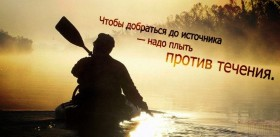 Чтобы добраться до источника
— надо плыть
против течения.